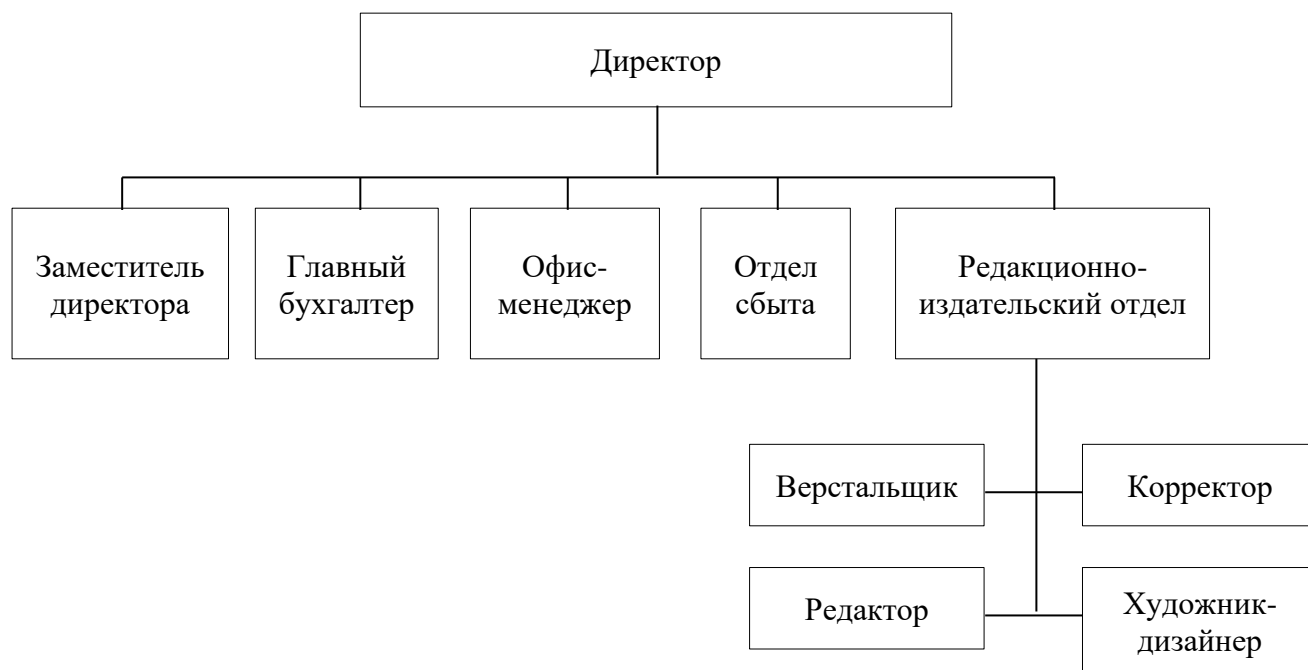 Директор
Заместитель
директора
Главный
бухгалтер
Офис-
менеджер
Отдел
сбыта
Редакционно-
издательский отдел
Верстальщик
Корректор
Редактор
Художник-
дизайнер